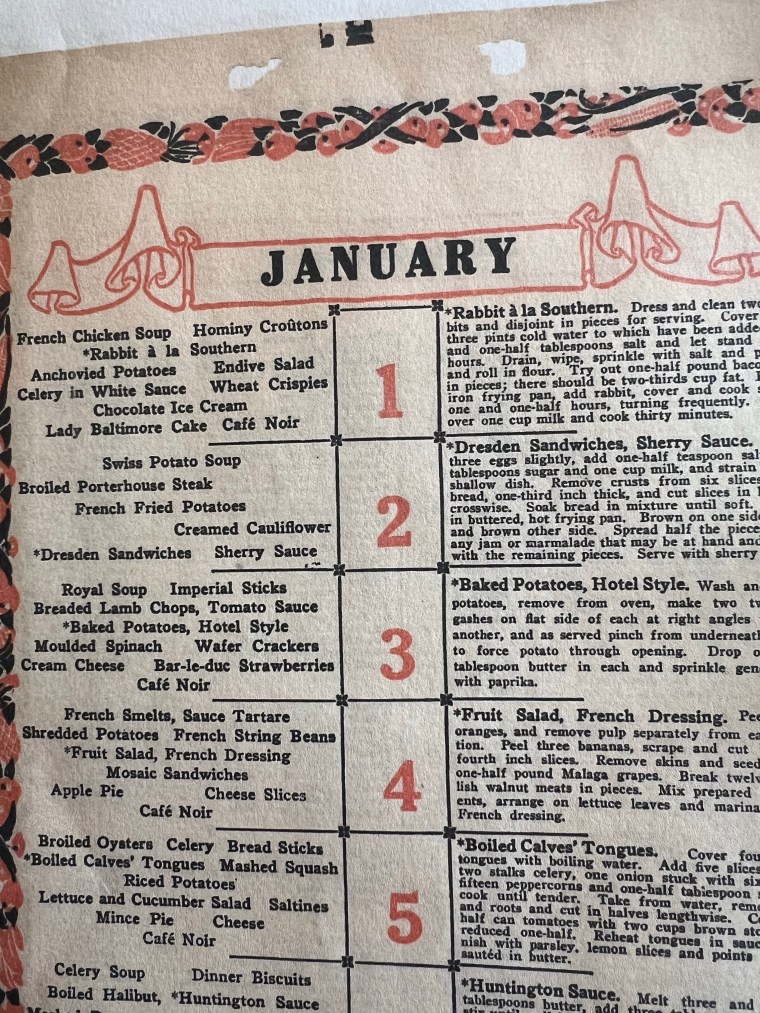 JANUARY
French Chicken Soup Hominy Croûtons
*Rabbit à la Southern
Anchovied Potatoes Endive Salad
Celery in White Sauce Wheat Crispies
Chocolate Ice Cream
Lady Baltimore Cake Café Noir
1
*Rabbit à la Southern. Dress and clean two
bits and disjoint in pieces for serving. Cover
three pints cold water to which have been adde
and one-half tablespoons salt and let stand
hours. Drain, wipe, sprinkle with salt and p
and roll in flour. Try out one-half pound baco
in pieces; there should be two-thirds cup fat.
iron frying pan, add rabbit, cover and cook s
one and one-half hours, turning frequently.
over one cup milk and cook thirty minutes.
Swiss Potato Soup
Broiled Porterhouse Steak
French Fried Potatoes
Creamed Cauliflower
*Dresden Sandwiches Sherry Sauce
2
*Dresden Sandwiches, Sherry Sauce.
three eggs slightly, add one-half teaspoon sal
tablespoons sugar and one cup milk, and strain
shallow dish. Remove crusts from six slices
bread, one-third inch thick, and cut slices in
crosswise. Soak bread in mixture until soft.
in buttered, hot frying pan. Brown on one side
and brown other side. Spread half the piece
any jam or marmalade that may be at hand and
with the remaining pieces. Serve with sherry
Royal Soup Imperial Sticks
Breaded Lamb Chops, Tomato Sauce
*Baked Potatoes, Hotel Style
Moulded Spinach Wafer Crackers
Cream Cheese Bar-le-duc Strawberries
Café Noir
3
*Baked Potatoes, Hotel Style. Wash an
potatoes, remove from oven, make two tw
gashes on flat side of each at right angles
another, and as served pinch from underneath
to force potato through opening. Drop o
tablespoon butter in each and sprinkle gen
with paprika.
French Smelts, Sauce Tartare
Shredded Potatoes French String Beans
*Fruit Salad, French Dressing
Mosaic Sandwiches
Apple Pie Cheese Slices
Café Noir
4
*Fruit Salad, French Dressing. Pee
oranges, and remove pulp separately from ea
tion. Peel three bananas, scrape and cut
fourth inch slices. Remove skins and seed
one-half pound Malaga grapes. Break twelv
lish walnut meats in pieces. Mix prepared
ents, arrange on lettuce leaves and marina
French dressing.
Broiled Oysters Celery Bread Sticks
*Boiled Calves' Tongues Mashed Squash
Riced Potatoes
Lettuce and Cucumber Salad Saltines
Mince Pie Cheese
Café Noir
5
*Boiled Calves' Tongues. Cover fou
tongues with boiling water. Add five slices
two stalks celery, one onion stuck with six
fifteen peppercorns and one-half tablespoon
cook until tender. Take from water, remo
and roots and cut in halves lengthwise. Co
half can tomatoes with two cups brown sto
reduced one-half. Reheat tongues in sauc
nish with parsley, lemon slices and points
sautéd in butter.
Celery Soup Dinner Biscuits
Boiled Halibut, *Huntington Sauce
*Huntington Sauce. Melt three and
tablespoons butter, add three